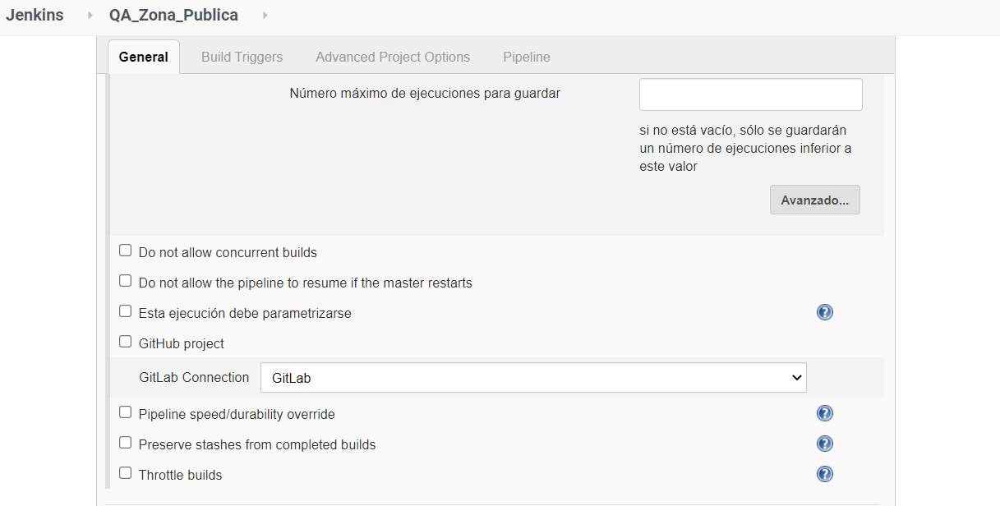 Jenkins QA_Zona_Publica
General Build Triggers Advanced Project Options Pipeline
Número máximo de ejecuciones para guardar
si no está vacío, sólo se guardarán
un número de ejecuciones inferior a
este valor
Avanzado...
Do not allow concurrent builds
Do not allow the pipeline to resume if the master restarts
Esta ejecución debe parametrizarse
GitHub project
GitLab Connection GitLab
Pipeline speed/durability override
Preserve stashes from completed builds
Throttle builds